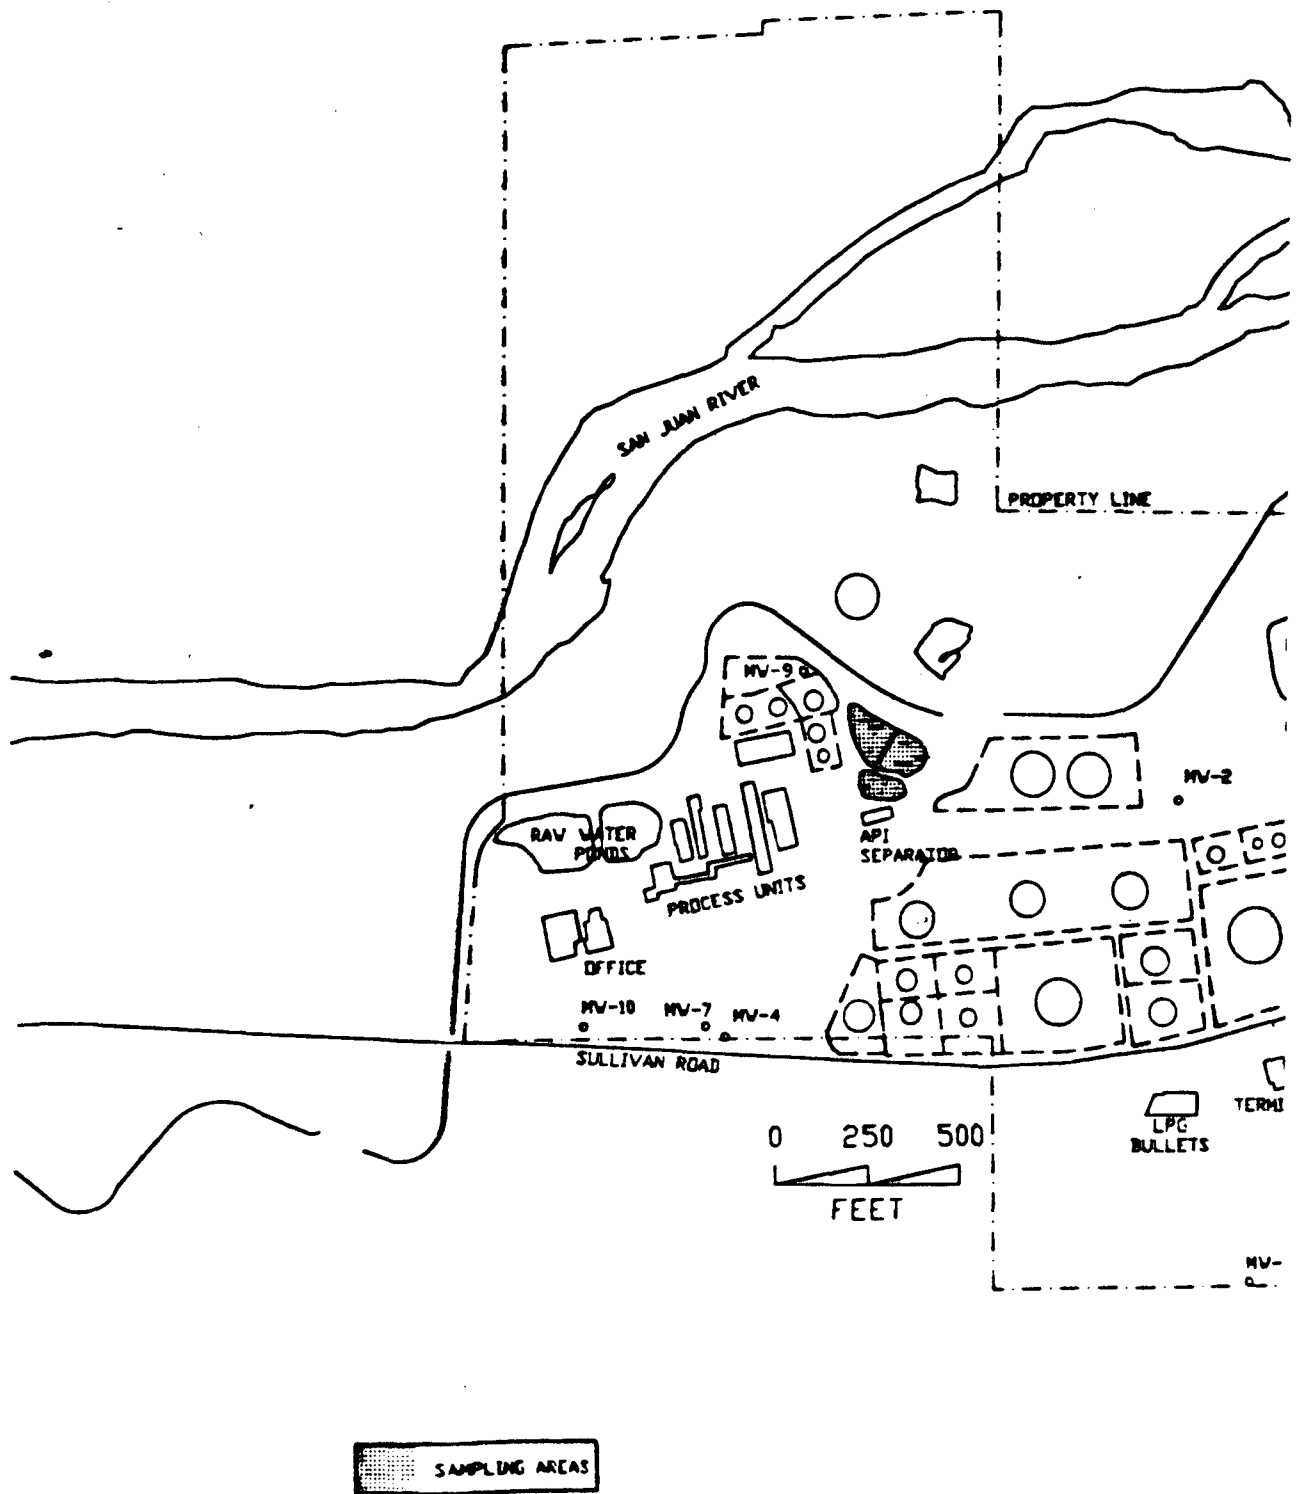 SAN JUAN RIVER
PROPERTY LINE
MW-9
MW-2
RAW WATER
PONDS
API
SEPARATOR
PROCESS UNITS
OFFICE
MW-10
MW-7
MW-4
SULLIVAN ROAD
TERMI
LPG
BULLETS
0 250 500
FEET
MW-
SAMPLING AREAS